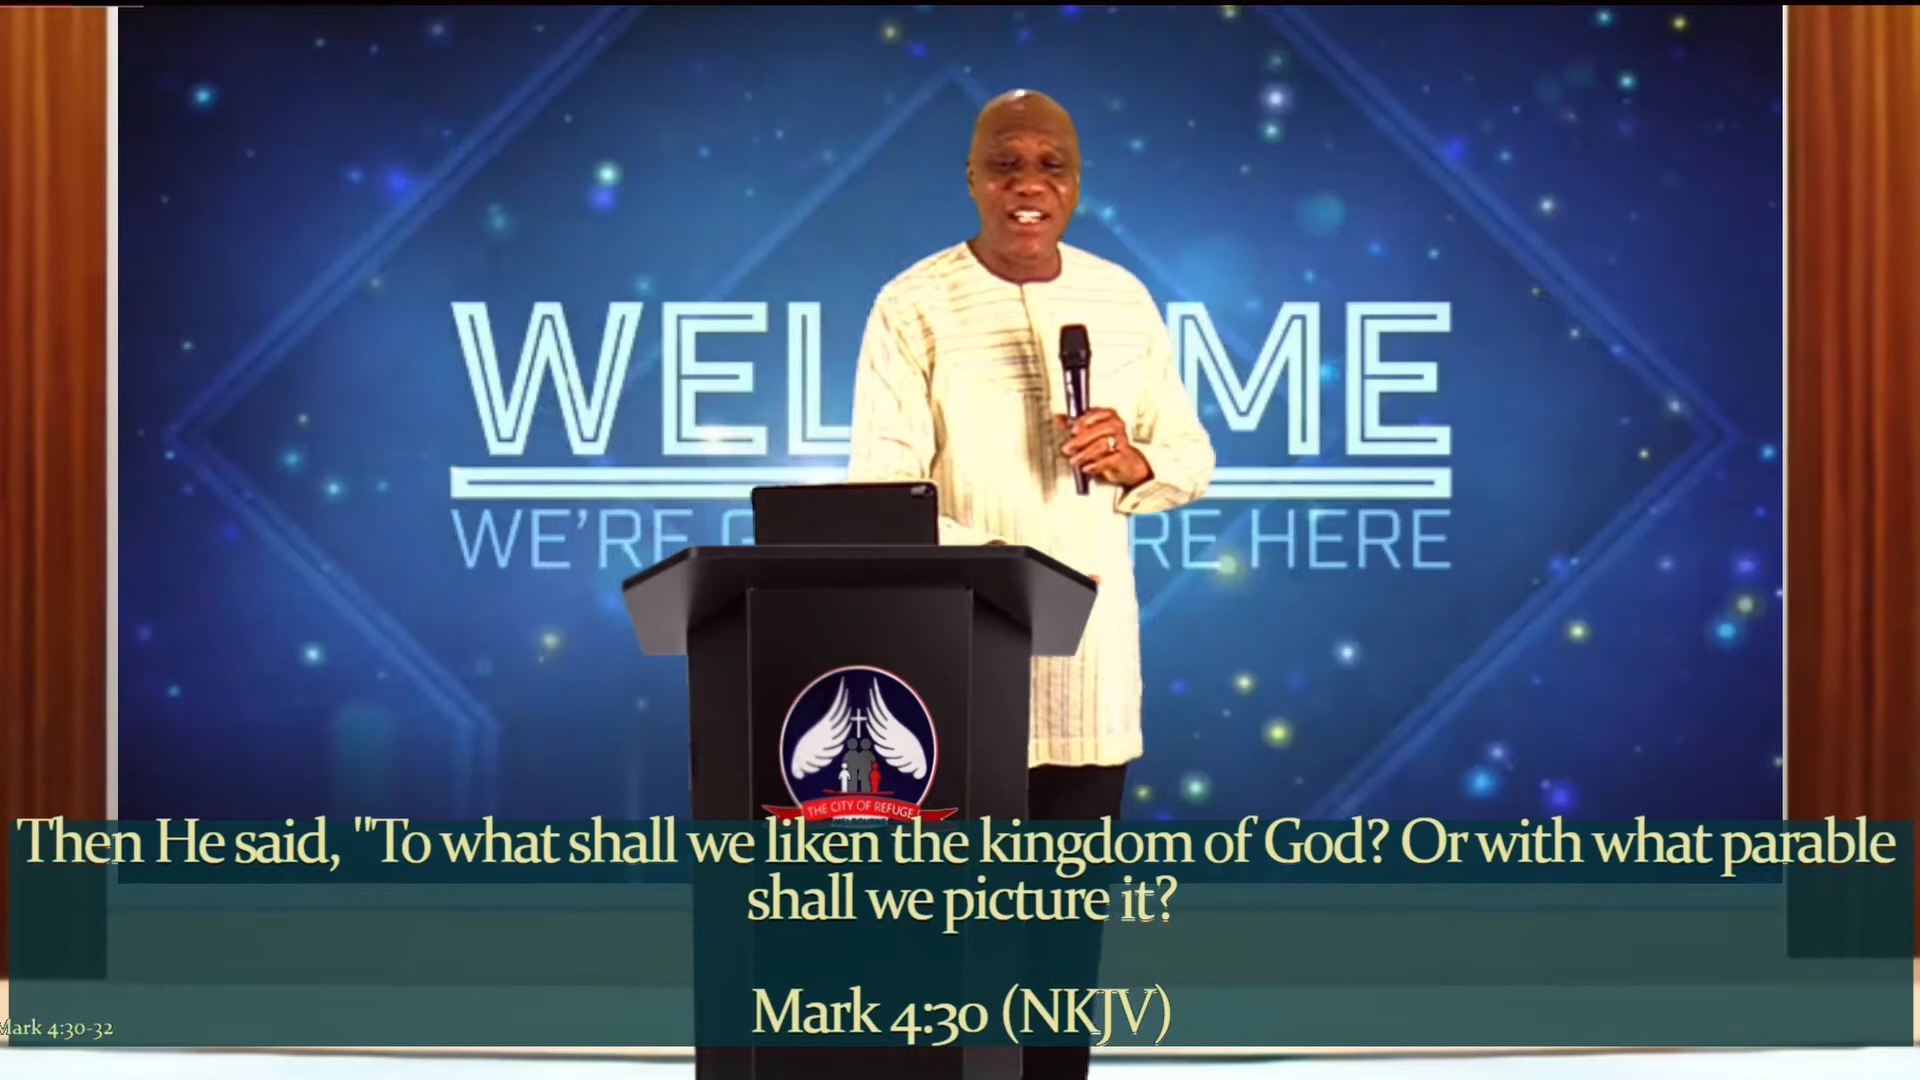 WEL ME
WE'RE G RE HERE
THE CITY OF REFUGE
MELBOURNE
Then He said, "To what shall we liken the kingdom of God? Or with what parable
shall we picture it?
Mark 4:30 (NKJV)
Mark 4:30-32